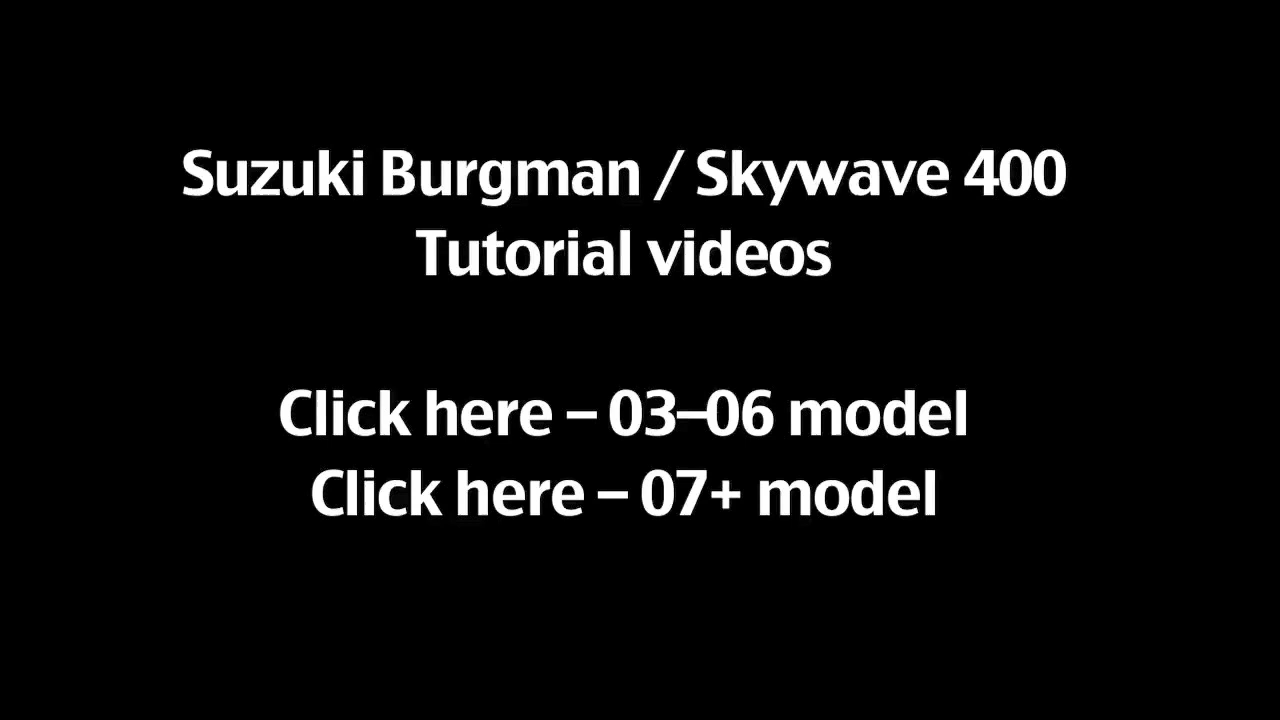 Suzuki Burgman / Skywave 400
Tutorial videos
Click here – 03–06 model
Click here – 07+ model